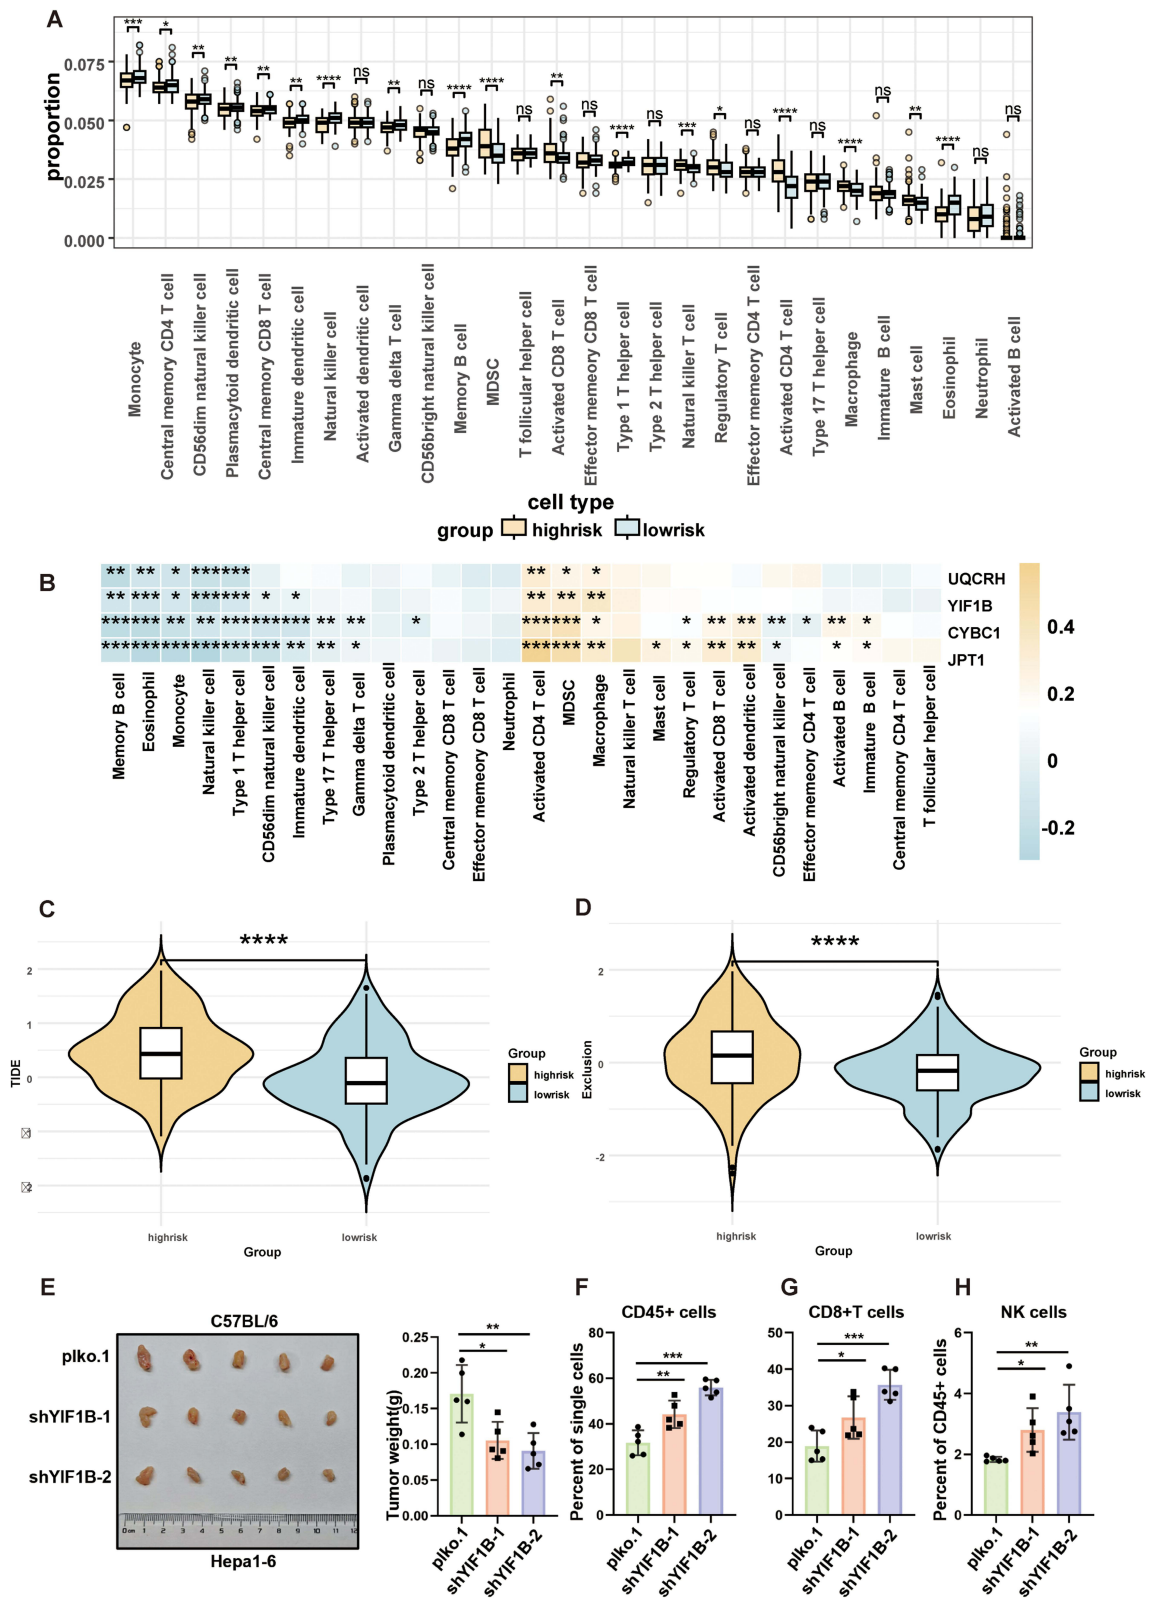 A
*** * ** ** ** ** **** ns ** ns **** **** ns ** ns **** ns *** * ns **** ns **** ns ** **** ns ns
proportion
0.075
0.050
0.025
0.000
Monocyte
Central memory CD4 T cell
CD56dim natural killer cell
Plasmacytoid dendritic cell
Central memory CD8 T cell
Immature dendritic cell
Natural killer cell
Activated dendritic cell
Gamma delta T cell
CD56bright natural killer cell
Memory B cell
MDSC
T follicular helper cell
Activated CD8 T cell
Effector memeory CD8 T cell
Type 1 T helper cell
Type 2 T helper cell
Natural killer T cell
Regulatory T cell
Effector memeory CD4 T cell
Activated CD4 T cell
Type 17 T helper cell
Macrophage
Immature B cell
Mast cell
Eosinophil
Neutrophil
Activated B cell
cell type
group highrisk lowrisk
B
** ** * *** *** ** * * UQCRH
** *** * *** *** * * ** ** ** YIF1B
*** *** ** ** *** *** *** ** ** * *** *** * * ** ** ** * ** * CYBC1
*** *** *** ** *** *** ** ** * *** *** ** * * ** ** * * * JPT1
0.4
0.2
0
-0.2
Memory B cell
Eosinophil
Monocyte
Natural killer cell
Type 1 T helper cell
CD56dim natural killer cell
Immature dendritic cell
Type 17 T helper cell
Gamma delta T cell
Plasmacytoid dendritic cell
Type 2 T helper cell
Central memory CD8 T cell
Effector memeory CD8 T cell
Neutrophil
Activated CD4 T cell
MDSC
Macrophage
Natural killer T cell
Mast cell
Regulatory T cell
Activated CD8 T cell
Activated dendritic cell
CD56bright natural killer cell
Effector memeory CD4 T cell
Activated B cell
Immature B cell
Central memory CD4 T cell
T follicular helper cell
C
****
TIDE
2
1
0
1
2
highrisk lowrisk
Group
Group
highrisk
lowrisk
D
****
Exclusion
2
0
-2
highrisk lowrisk
Group
Group
highrisk
lowrisk
E
C57BL/6
plko.1
shYIF1B-1
shYIF1B-2
0cm 1 2 3 4 5 6 7 8 9 10 11 12
Hepa1-6
**
*
Tumor weight(g)
0.25
0.20
0.15
0.10
0.05
0.00
plko.1
shYIF1B-1
shYIF1B-2
F
CD45+ cells
***
**
Percent of single cells
80
60
40
20
0
plko.1
shYIF1B-1
shYIF1B-2
G
CD8+T cells
***
*
50
40
30
20
10
0
plko.1
shYIF1B-1
shYIF1B-2
H
NK cells
**
*
Percent of CD45+ cells
6
4
2
0
plko.1
shYIF1B-1
shYIF1B-2